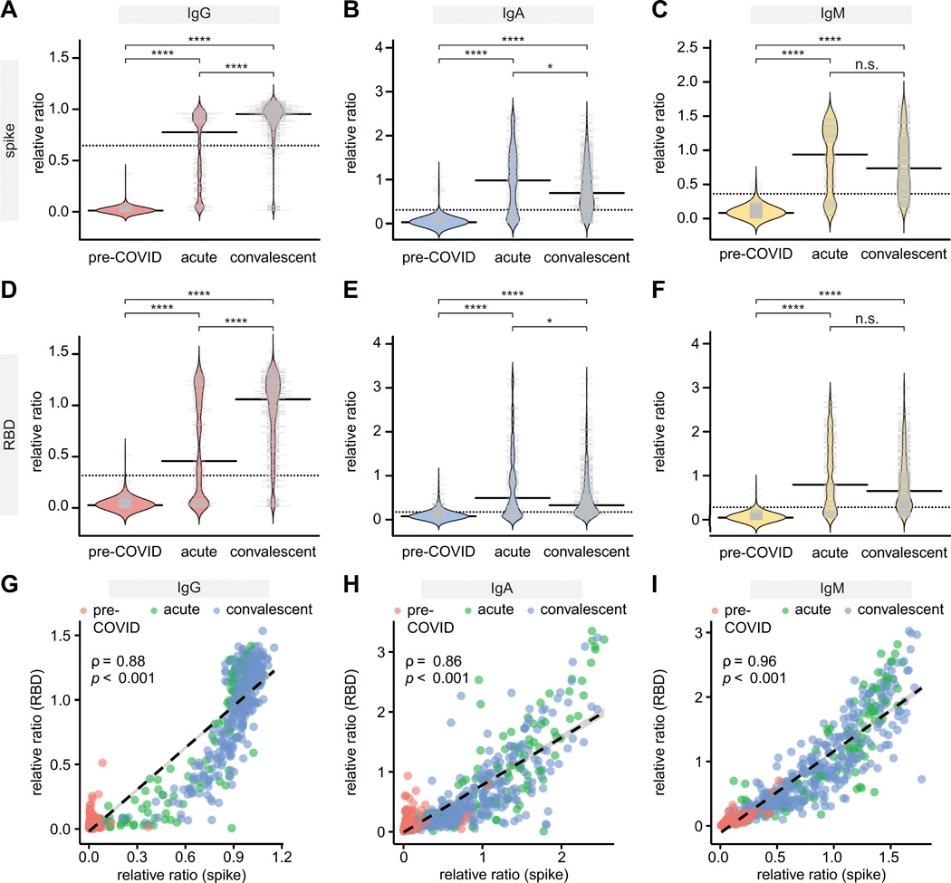 A IgG B IgA C IgM
spike
relative ratio
1.5
1.0
0.5
0.0
****
****
****
pre-COVID acute convalescent
relative ratio
4
3
2
1
0
****
****
*
pre-COVID acute convalescent
relative ratio
2.5
2.0
1.5
1.0
0.5
0.0
****
****
n.s.
pre-COVID acute convalescent
D E F
RBD
relative ratio
1.5
1.0
0.5
0.0
****
****
****
pre-COVID acute convalescent
relative ratio
4
3
2
1
0
****
****
*
pre-COVID acute convalescent
relative ratio
4
3
2
1
0
****
****
n.s.
pre-COVID acute convalescent
G IgG H IgA I IgM
pre-COVID acute convalescent
ρ = 0.88
p < 0.001
relative ratio (RBD)
1.5
1.0
0.5
0.0
0.0 0.3 0.6 0.9 1.2
relative ratio (spike)
pre-COVID acute convalescent
ρ = 0.86
p < 0.001
relative ratio (RBD)
3
2
1
0
0 1 2
relative ratio (spike)
pre-COVID acute convalescent
ρ = 0.96
p < 0.001
relative ratio (RBD)
3
2
1
0
0.0 0.5 1.0 1.5
relative ratio (spike)